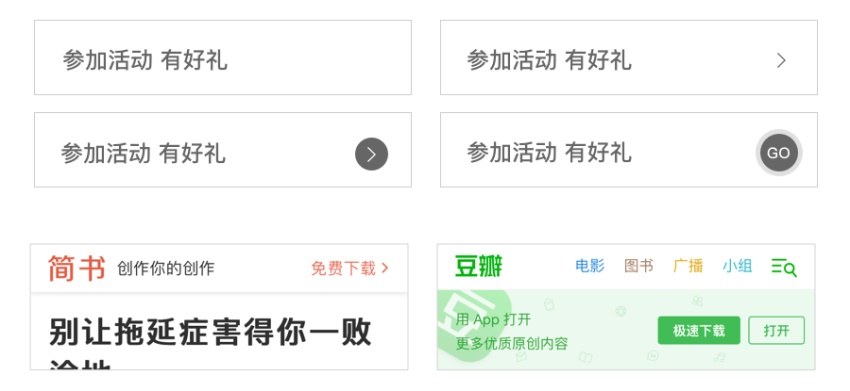 参加活动 有好礼
参加活动 有好礼
参加活动 有好礼
参加活动 有好礼 GO
简书 创作你的创作 免费下载
别让拖延症害得你一败
涂地
豆瓣 电影 图书 广播 小组
用 App 打开
更多优质原创内容
极速下载 打开